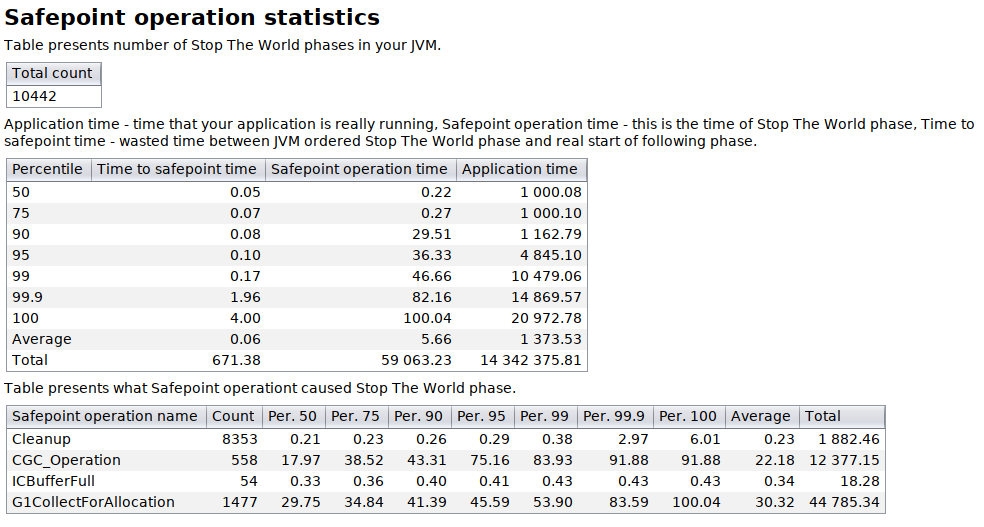 Safepoint operation statistics
Table presents number of Stop The World phases in your JVM.
Total count
10442
Application time - time that your application is really running, Safepoint operation time - this is the time of Stop The World phase, Time to
safepoint time - wasted time between JVM ordered Stop The World phase and real start of following phase.
Percentile Time to safepoint time Safepoint operation time Application time
50 0.05 0.22 1 000.08
75 0.07 0.27 1 000.10
90 0.08 29.51 1 162.79
95 0.10 36.33 4 845.10
99 0.17 46.66 10 479.06
99.9 1.96 82.16 14 869.57
100 4.00 100.04 20 972.78
Average 0.06 5.66 1 373.53
Total 671.38 59 063.23 14 342 375.81
Table presents what Safepoint operationt caused Stop The World phase.
Safepoint operation name Count Per. 50 Per. 75 Per. 90 Per. 95 Per. 99 Per. 99.9 Per. 100 Average Total
Cleanup 8353 0.21 0.23 0.26 0.29 0.38 2.97 6.01 0.23 1 882.46
CGC_Operation 558 17.97 38.52 43.31 75.16 83.93 91.88 91.88 22.18 12 377.15
ICBufferFull 54 0.33 0.36 0.40 0.41 0.43 0.43 0.43 0.34 18.28
G1CollectForAllocation 1477 29.75 34.84 41.39 45.59 53.90 83.59 100.04 30.32 44 785.34